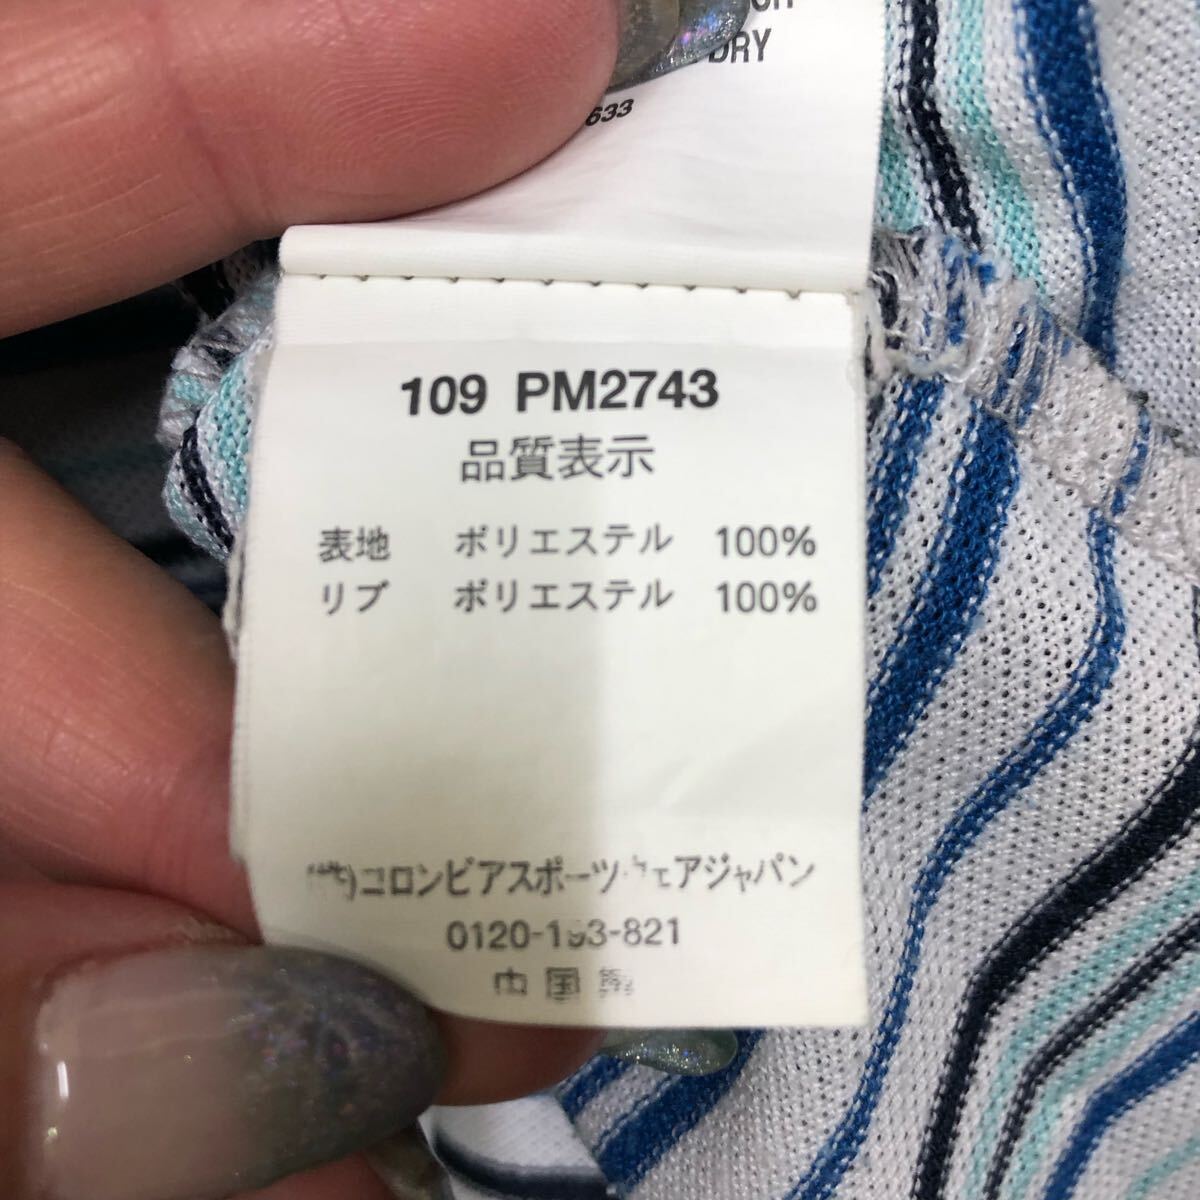 DRY
633
109 PM2743
品質表示
表地 ポリエステル 100%
リブ ポリエステル 100%
コロンビアスポーツウェアジャパン
0120-193-821
中国製